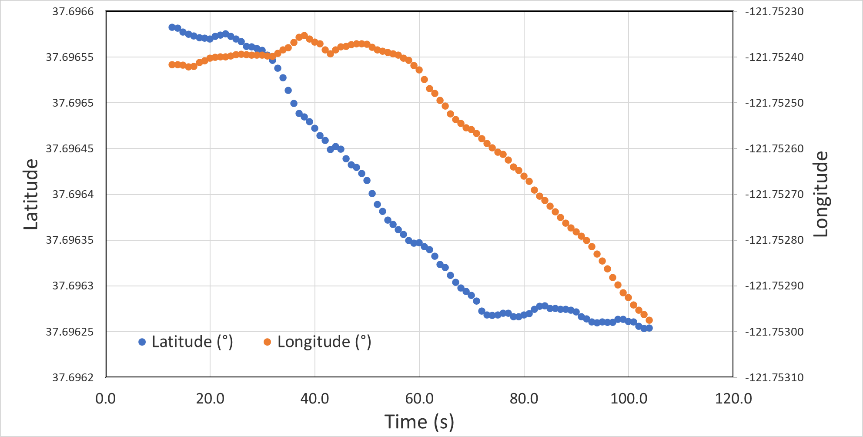 37.6966 -121.75230
37.69655 -121.75240
37.6965 -121.75250
37.69645 -121.75260
37.6964 -121.75270
37.69635 -121.75280
37.6963 -121.75290
37.69625 -121.75300
37.6962 -121.75310
Latitude
Longitude
Latitude (°) Longitude (°)
0.0 20.0 40.0 60.0 80.0 100.0 120.0
Time (s)